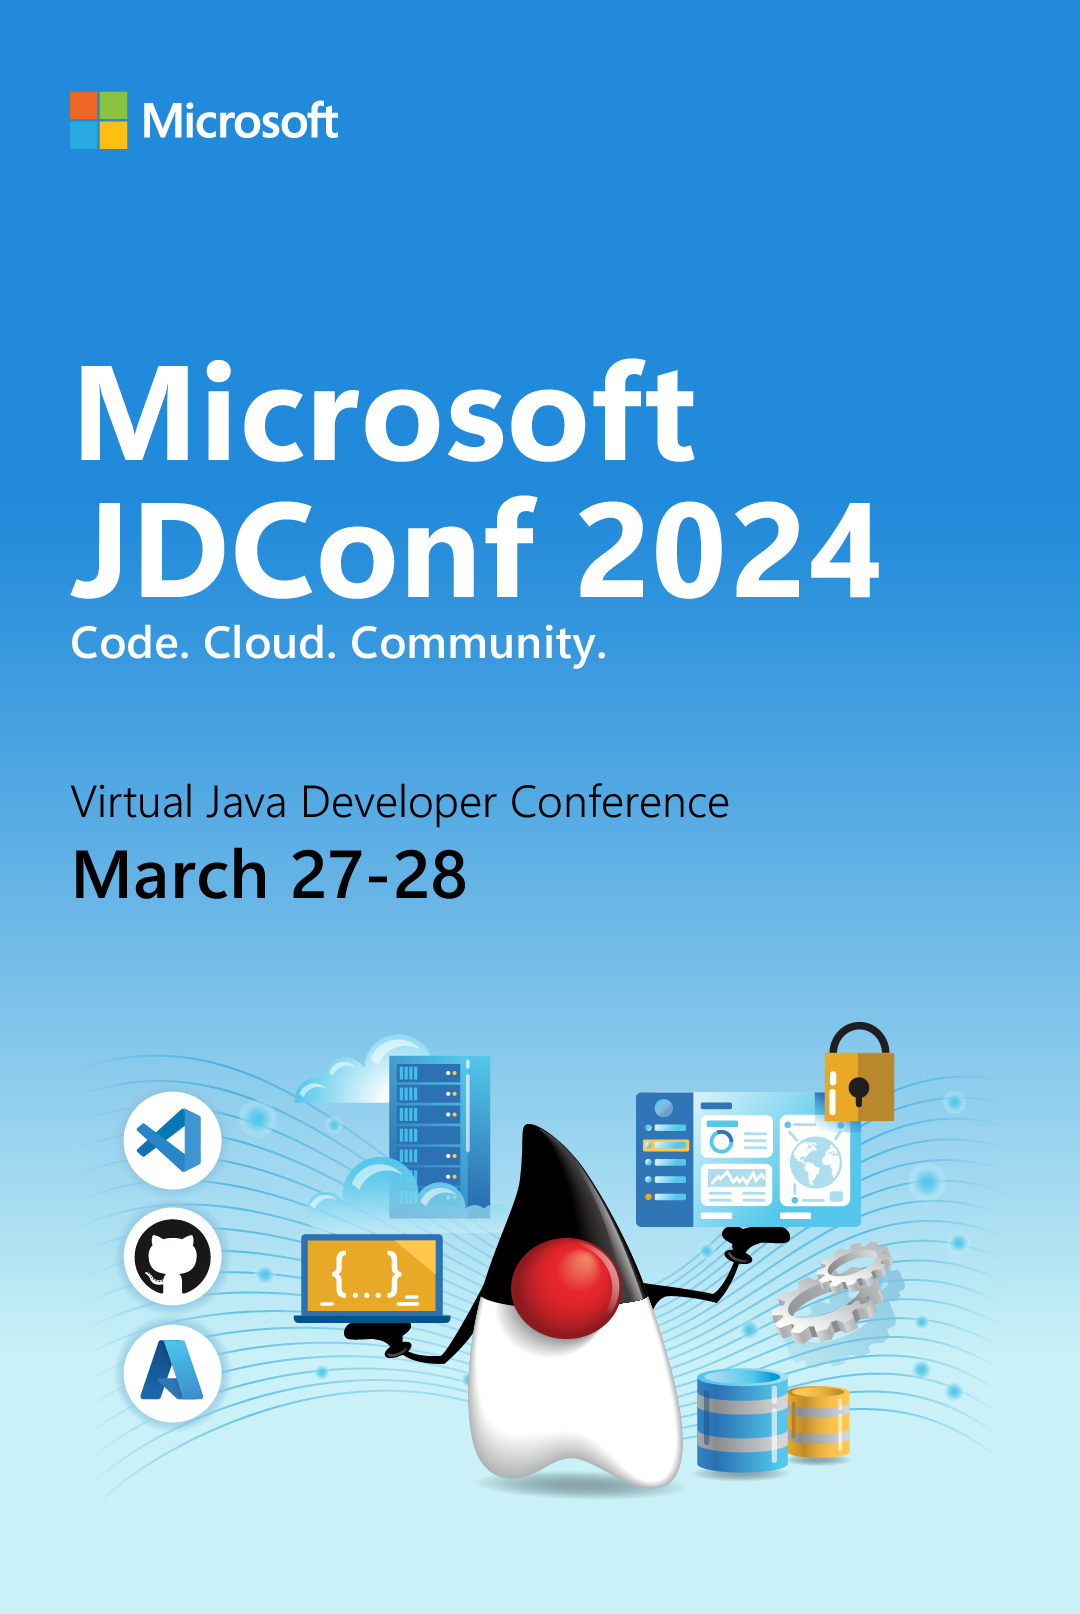 Microsoft
Microsoft
JDConf 2024
Code. Cloud. Community.
Virtual Java Developer Conference
March 27-28
{...}